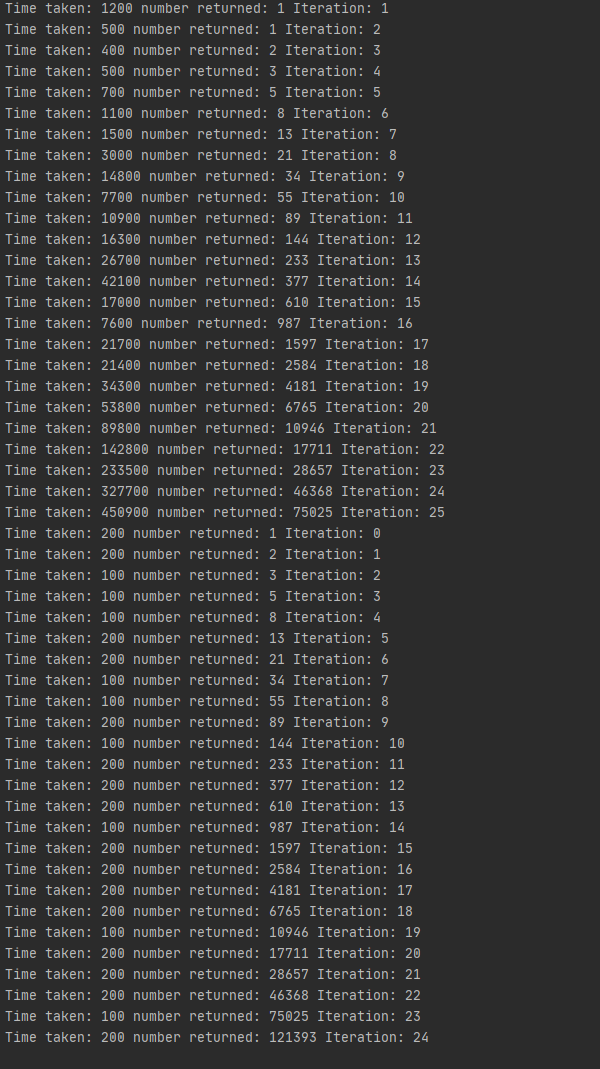 Time taken: 1200 number returned: 1 Iteration: 1
Time taken: 500 number returned: 1 Iteration: 2
Time taken: 400 number returned: 2 Iteration: 3
Time taken: 500 number returned: 3 Iteration: 4
Time taken: 700 number returned: 5 Iteration: 5
Time taken: 1100 number returned: 8 Iteration: 6
Time taken: 1500 number returned: 13 Iteration: 7
Time taken: 3000 number returned: 21 Iteration: 8
Time taken: 14800 number returned: 34 Iteration: 9
Time taken: 7700 number returned: 55 Iteration: 10
Time taken: 10900 number returned: 89 Iteration: 11
Time taken: 16300 number returned: 144 Iteration: 12
Time taken: 26700 number returned: 233 Iteration: 13
Time taken: 42100 number returned: 377 Iteration: 14
Time taken: 17000 number returned: 610 Iteration: 15
Time taken: 7600 number returned: 987 Iteration: 16
Time taken: 21700 number returned: 1597 Iteration: 17
Time taken: 21400 number returned: 2584 Iteration: 18
Time taken: 34300 number returned: 4181 Iteration: 19
Time taken: 53800 number returned: 6765 Iteration: 20
Time taken: 89800 number returned: 10946 Iteration: 21
Time taken: 142800 number returned: 17711 Iteration: 22
Time taken: 233500 number returned: 28657 Iteration: 23
Time taken: 327700 number returned: 46368 Iteration: 24
Time taken: 450900 number returned: 75025 Iteration: 25
Time taken: 200 number returned: 1 Iteration: 0
Time taken: 200 number returned: 2 Iteration: 1
Time taken: 100 number returned: 3 Iteration: 2
Time taken: 100 number returned: 5 Iteration: 3
Time taken: 100 number returned: 8 Iteration: 4
Time taken: 200 number returned: 13 Iteration: 5
Time taken: 200 number returned: 21 Iteration: 6
Time taken: 100 number returned: 34 Iteration: 7
Time taken: 100 number returned: 55 Iteration: 8
Time taken: 200 number returned: 89 Iteration: 9
Time taken: 100 number returned: 144 Iteration: 10
Time taken: 200 number returned: 233 Iteration: 11
Time taken: 200 number returned: 377 Iteration: 12
Time taken: 200 number returned: 610 Iteration: 13
Time taken: 100 number returned: 987 Iteration: 14
Time taken: 200 number returned: 1597 Iteration: 15
Time taken: 200 number returned: 2584 Iteration: 16
Time taken: 200 number returned: 4181 Iteration: 17
Time taken: 200 number returned: 6765 Iteration: 18
Time taken: 100 number returned: 10946 Iteration: 19
Time taken: 200 number returned: 17711 Iteration: 20
Time taken: 200 number returned: 28657 Iteration: 21
Time taken: 200 number returned: 46368 Iteration: 22
Time taken: 100 number returned: 75025 Iteration: 23
Time taken: 200 number returned: 121393 Iteration: 24